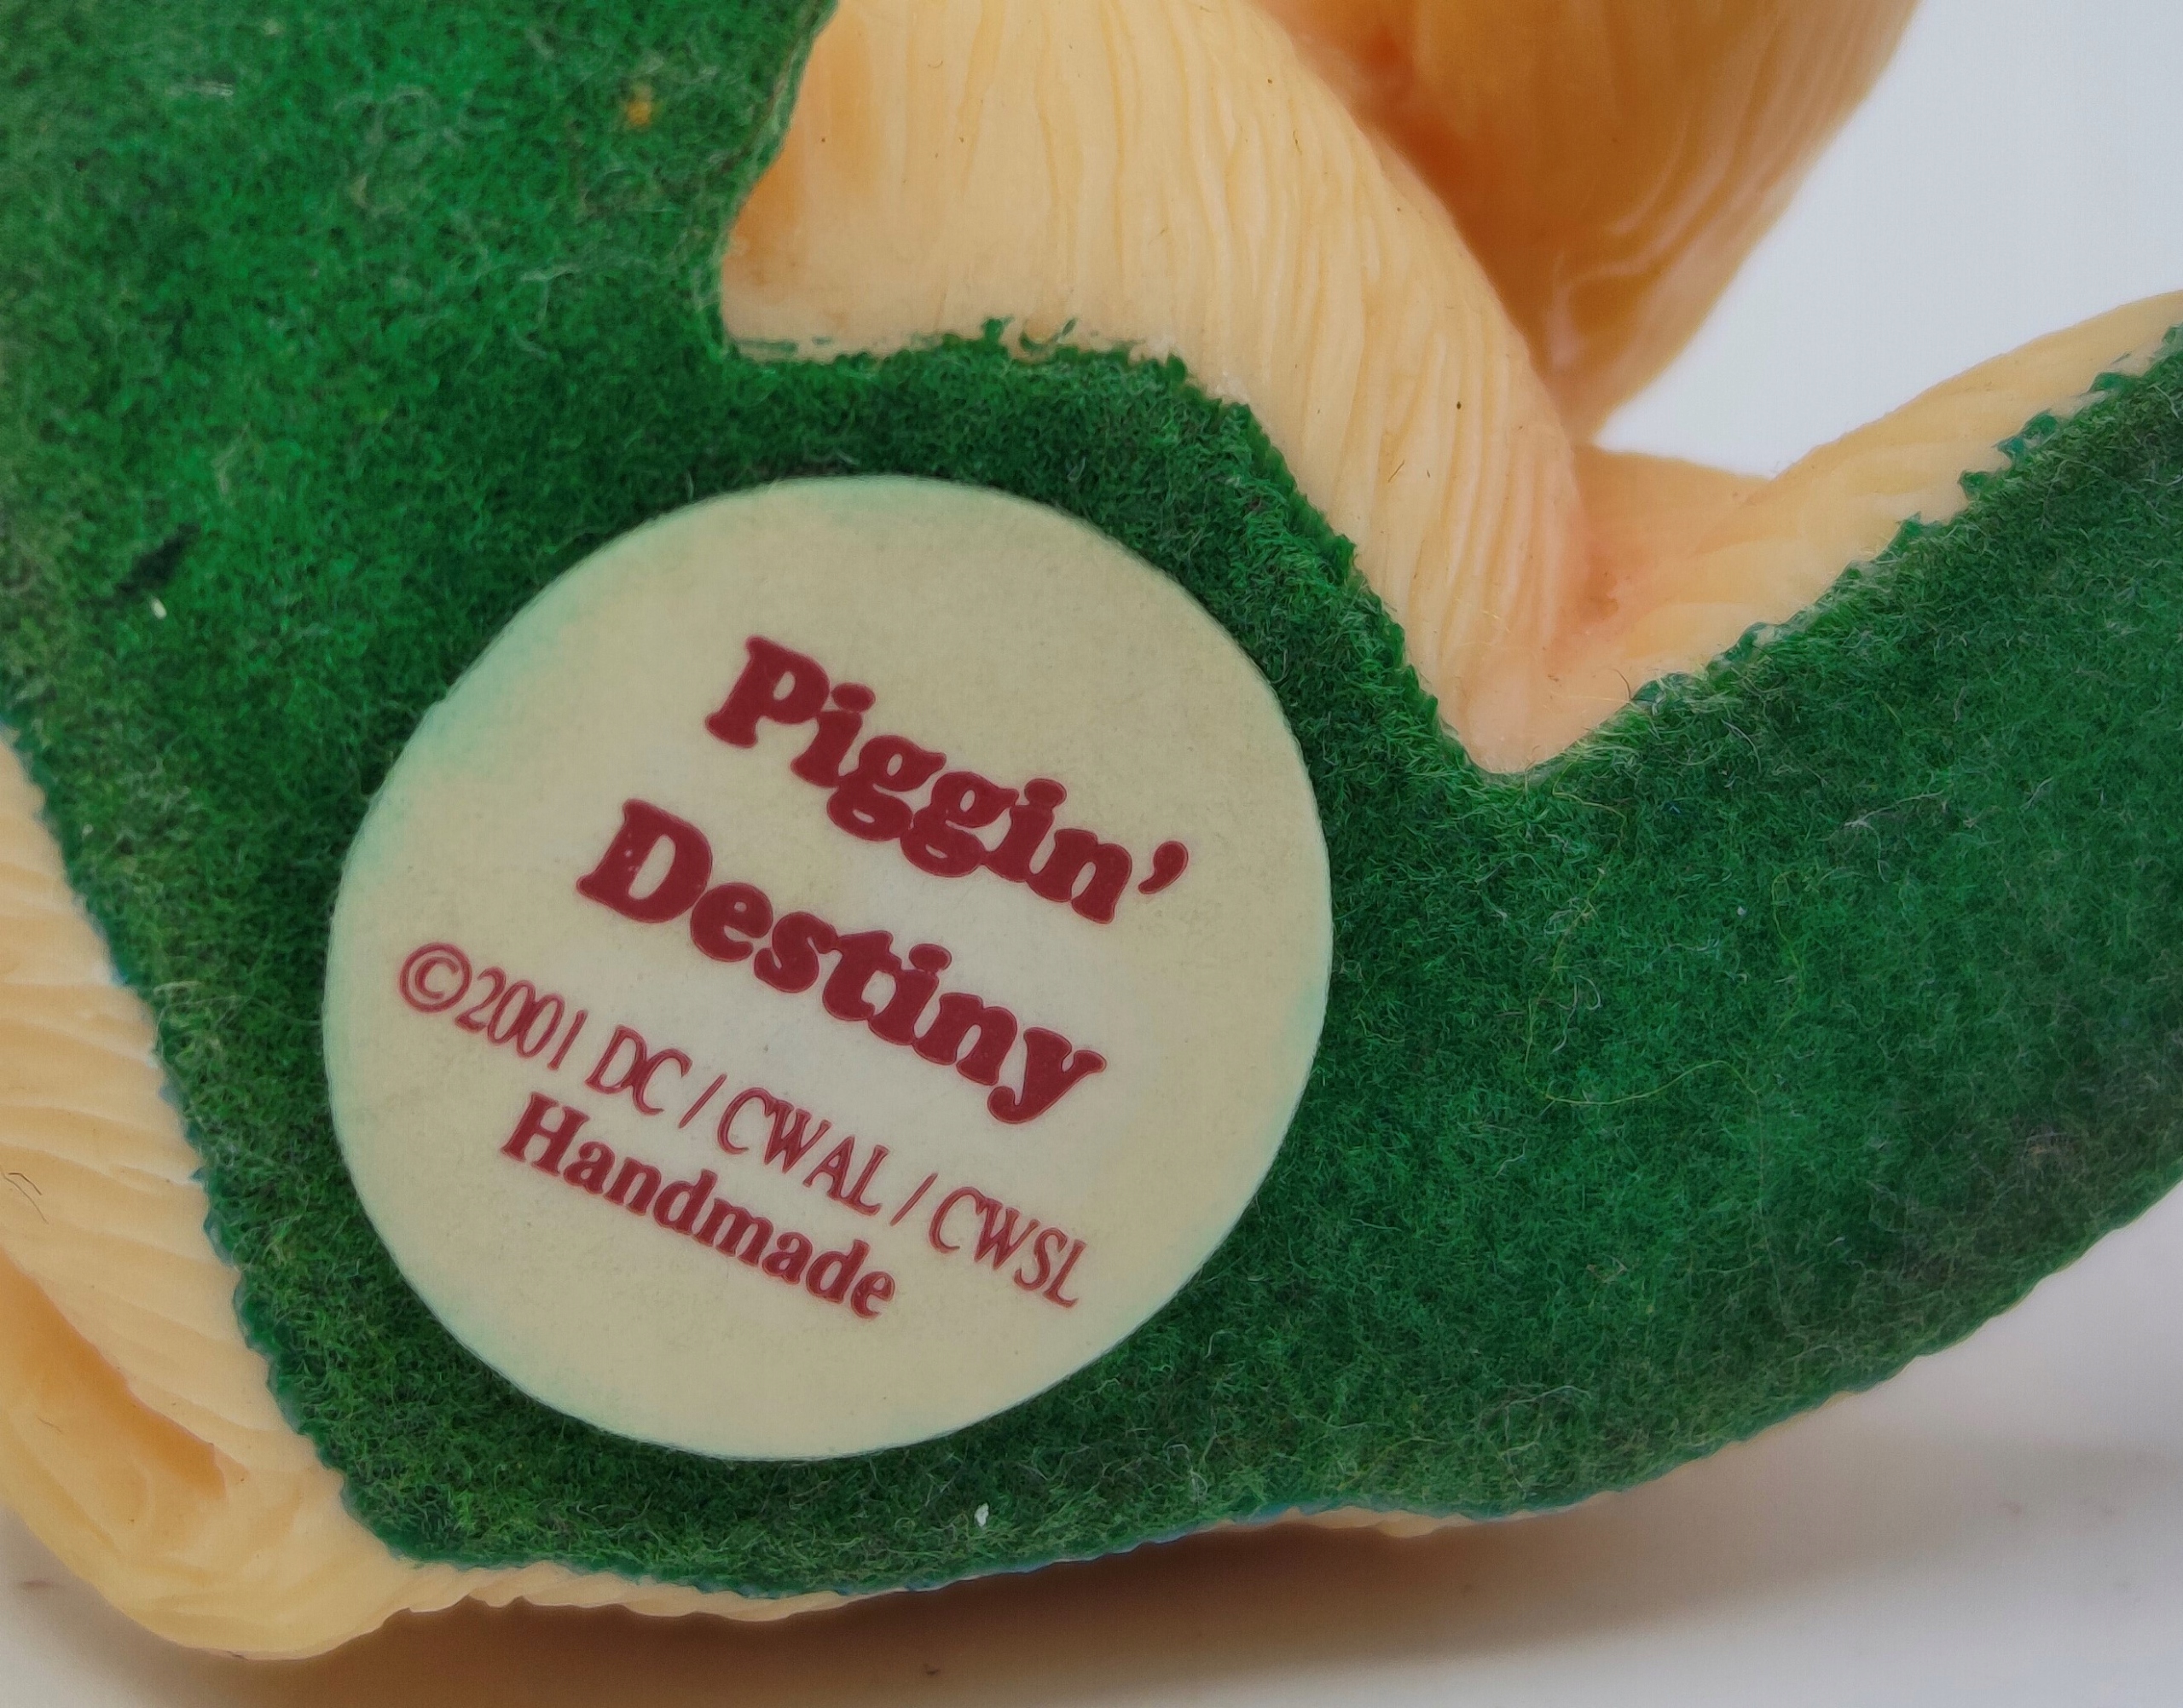 Piggin'
Destiny
©2001 DC / CWAL / CWSL
Handmade